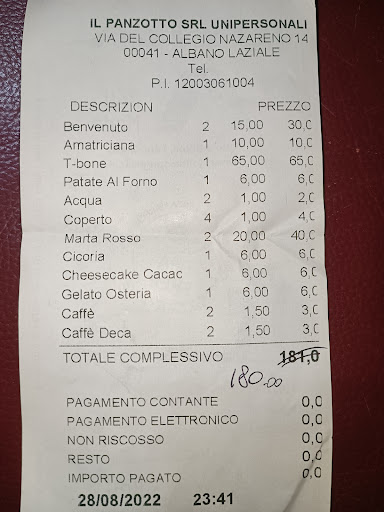 IL PANZOTTO SRL UNIPERSONALI
VIA DEL COLLEGIO NAZARENO 14
00041 - ALBANO LAZIALE
Tel.
P.I. 12003061004
DESCRIZION PREZZO
Benvenuto 2 15,00 30,0
Amatriciana 1 10,00 10,0
T-bone 1 65,00 65,0
Patate Al Forno 1 6,00 6,0
Acqua 2 1,00 2,0
Coperto 4 1,00 4,0
Marta Rosso 2 20,00 40,0
Cicoria 1 6,00 6,0
Cheesecake Cacac 1 6,00 6,0
Gelato Osteria 1 6,00 6,0
Caffè 2 1,50 3,0
Caffè Deca 2 1,50 3,0
TOTALE COMPLESSIVO 181,0
180.00
PAGAMENTO CONTANTE 0,0
PAGAMENTO ELETTRONICO 0,0
NON RISCOSSO 0,0
RESTO 0,0
IMPORTO PAGATO 0,0
28/08/2022 23:41